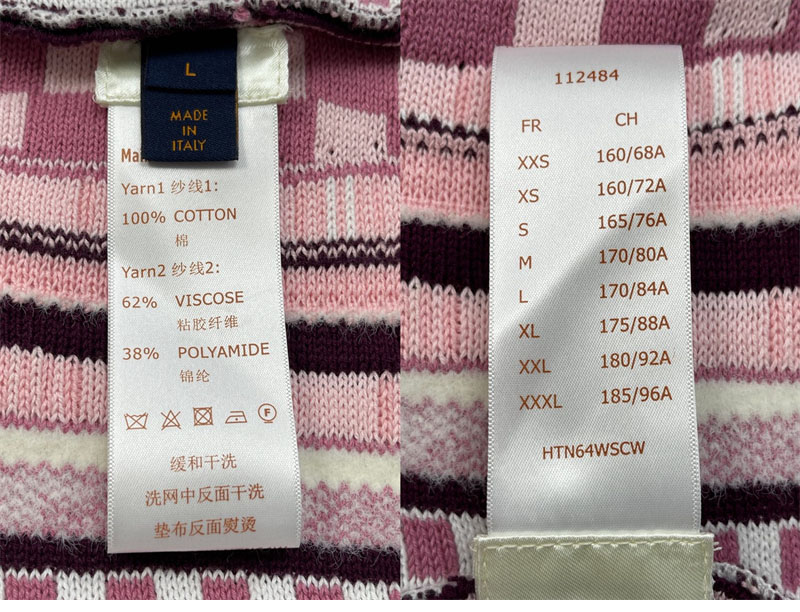 L
MADE
IN
ITALY
Yarn1 纱线1:
100% COTTON
棉
Yarn2 纱线2:
62% VISCOSE
粘胶纤维
38% POLYAMIDE
锦纶
F
缓和干洗
洗网中反面干洗
垫布反面熨烫
112484
FR CH
XXS 160/68A
XS 160/72A
S 165/76A
M 170/80A
L 170/84A
XL 175/88A
XXL 180/92A
XXXL 185/96A
HTN64WSCW